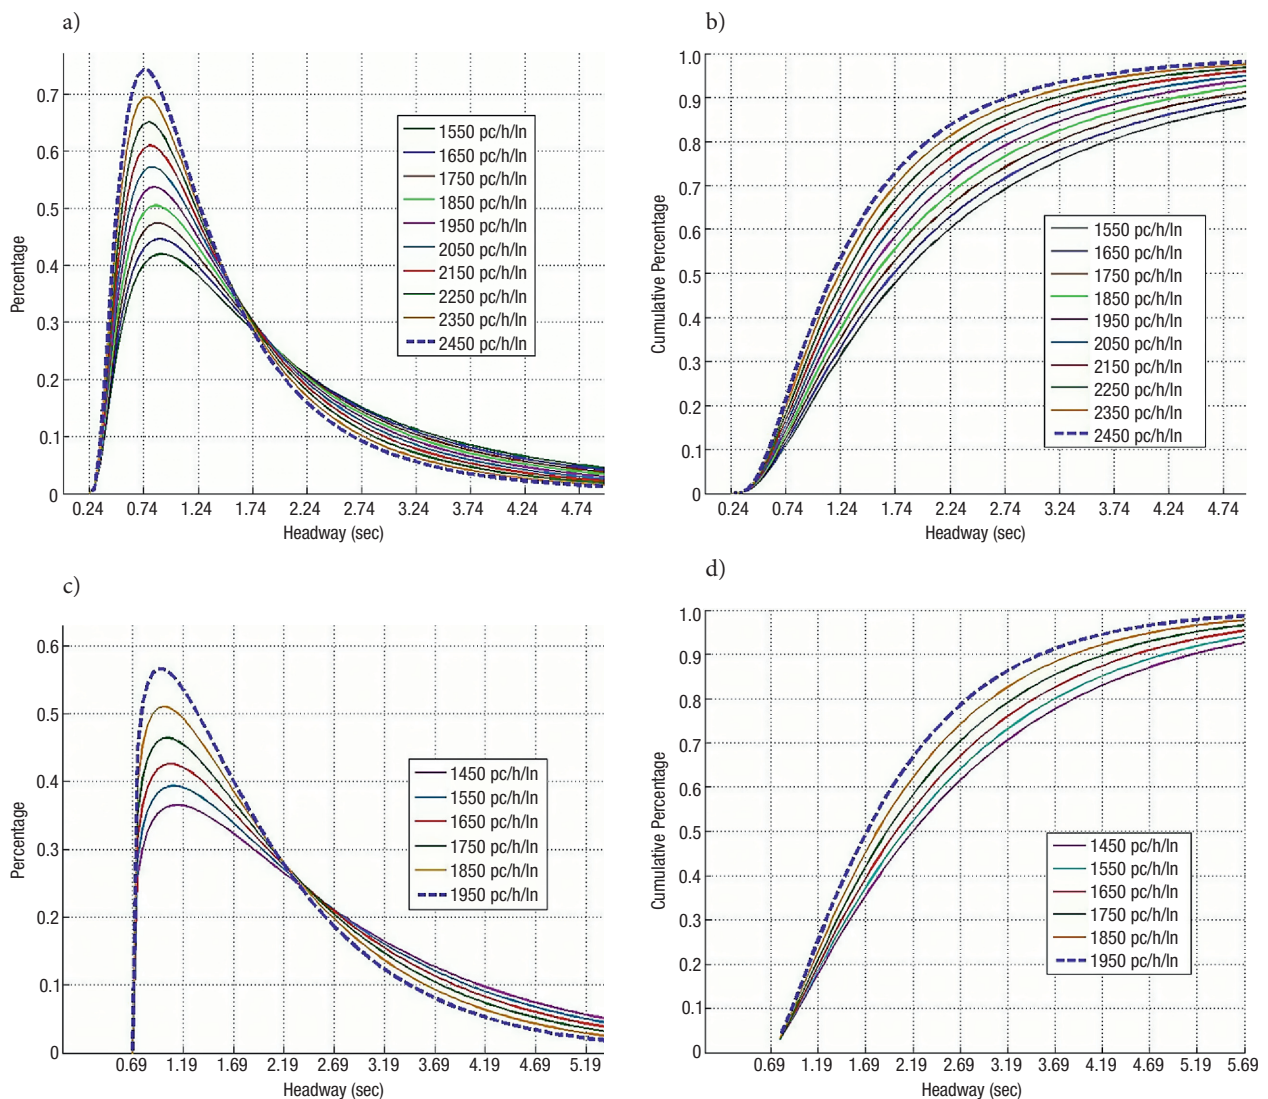 a)
Percentage
0.7
0.6
0.5
0.4
0.3
0.2
0.1
0
0.24 0.74 1.24 1.74 2.24 2.74 3.24 3.74 4.24 4.74
Headway (sec)
1550 pc/h/ln
1650 pc/h/ln
1750 pc/h/ln
1850 pc/h/ln
1950 pc/h/ln
2050 pc/h/ln
2150 pc/h/ln
2250 pc/h/ln
2350 pc/h/ln
2450 pc/h/ln
b)
Cumulative Percentage
1.0
0.9
0.8
0.7
0.6
0.5
0.4
0.3
0.2
0.1
0
0.24 0.74 1.24 1.74 2.24 2.74 3.24 3.74 4.24 4.74
Headway (sec)
1550 pc/h/ln
1650 pc/h/ln
1750 pc/h/ln
1850 pc/h/ln
1950 pc/h/ln
2050 pc/h/ln
2150 pc/h/ln
2250 pc/h/ln
2350 pc/h/ln
2450 pc/h/ln
c)
Percentage
0.6
0.5
0.4
0.3
0.2
0.1
0
0.69 1.19 1.69 2.19 2.69 3.19 3.69 4.19 4.69 5.19
Headway (sec)
1450 pc/h/ln
1550 pc/h/ln
1650 pc/h/ln
1750 pc/h/ln
1850 pc/h/ln
1950 pc/h/ln
d)
Cumulative Percentage
1.0
0.9
0.8
0.7
0.6
0.5
0.4
0.3
0.2
0.1
0
0.69 1.19 1.69 2.19 2.69 3.19 3.69 4.19 4.69 5.19 5.69
Headway (sec)
1450 pc/h/ln
1550 pc/h/ln
1650 pc/h/ln
1750 pc/h/ln
1850 pc/h/ln
1950 pc/h/ln